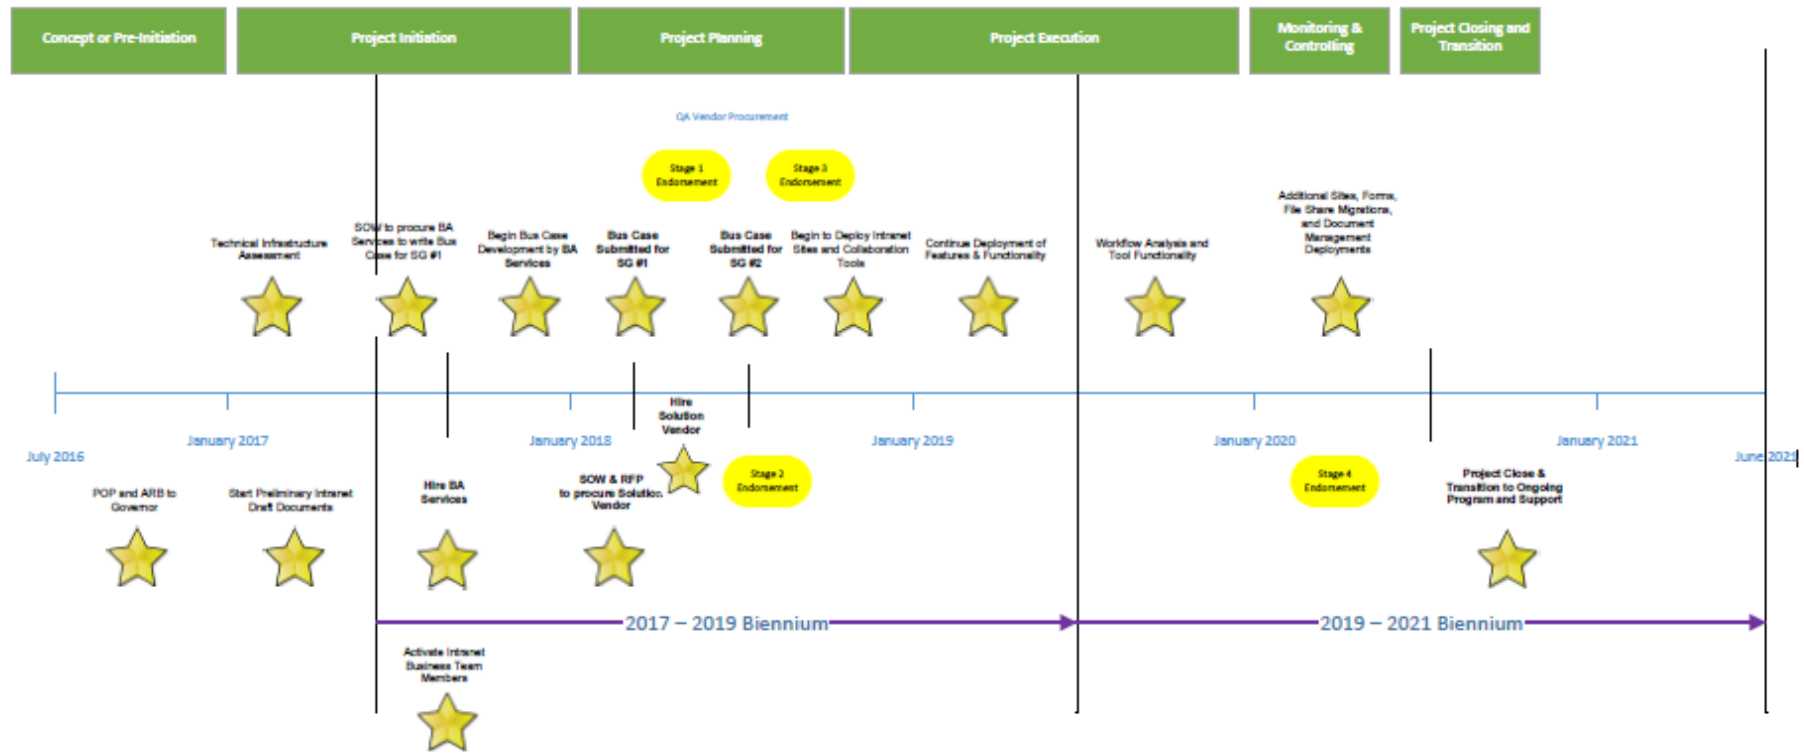 Concept or Pre-Initiation
Project Initiation
Project Planning
Project Execution
Monitoring &
Controlling
Project Closing and
Transition
QA Vendor Procurement
Stage 1
Endorsement
Stage 3
Endorsement
Technical Infrastructure
Assessment
SOW to procure BA
Services to write Bus
Case for SG #1
Begin Bus Case
Development by BA
Services
Bus Case
Submitted for
SG #1
Bus Case
Submitted for
SG #2
Begin to Deploy Intranet
Sites and Collaboration
Tools
Continue Deployment of
Features & Functionality
Workflow Analysis and
Tool Functionality
Additional Sites, Forms,
File Share Migrations,
and Document
Management
Deployments
July 2016
January 2017
January 2018
January 2019
January 2020
January 2021
June 2021
POP and ARB to
Governor
Start Preliminary Intranet
Draft Documents
Hire BA
Services
SOW & RFP
to procure Solution
Vendor
Hire
Solution
Vendor
Stage 2
Endorsement
Stage 4
Endorsement
Project Close &
Transition to Ongoing
Program and Support
2017 – 2019 Biennium
2019 – 2021 Biennium
Activate Intranet
Business Team
Members